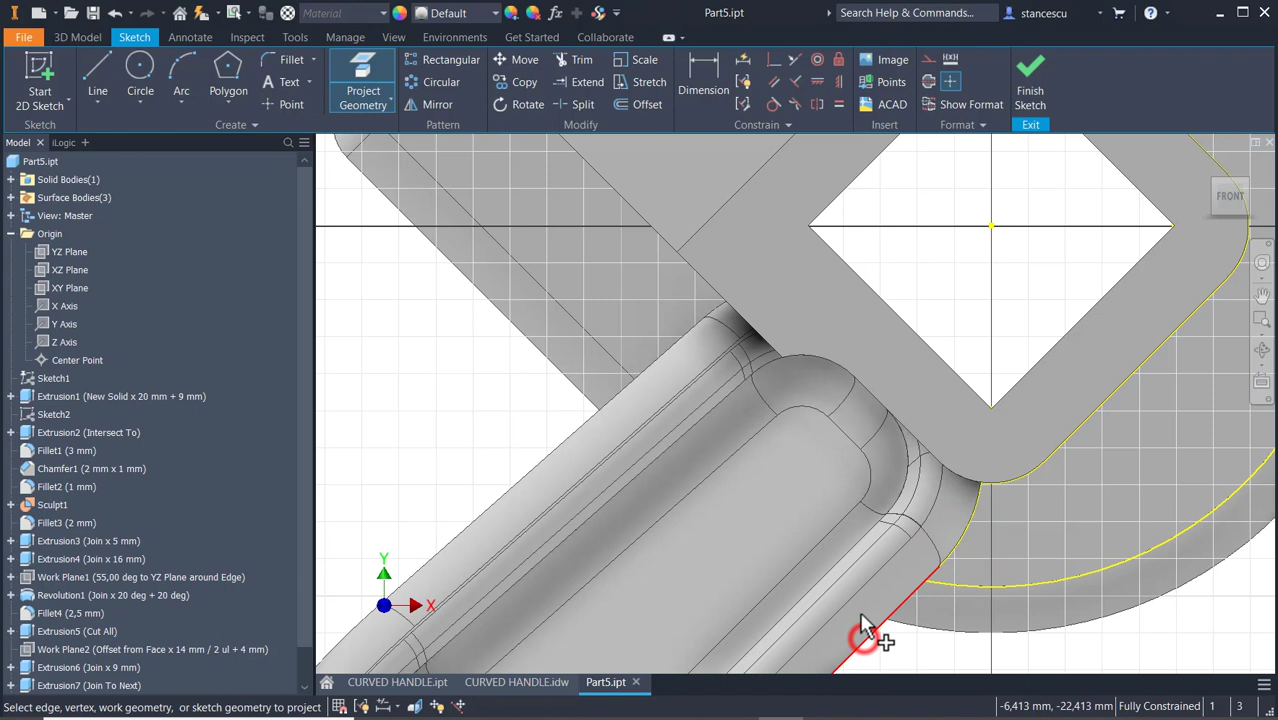 Material
Default
Part5.ipt
Search Help & Commands...
stancescu
File
3D Model
Sketch
Annotate
Inspect
Tools
Manage
View
Environments
Get Started
Collaborate
Start
2D Sketch
Line
Circle
Arc
Polygon
Fillet
Text
Point
Project
Geometry
Rectangular
Circular
Mirror
Move
Copy
Rotate
Trim
Extend
Split
Scale
Stretch
Offset
Dimension
Image
Points
ACAD
Show Format
Finish
Sketch
Sketch
Create
Pattern
Modify
Constrain
Insert
Format
Exit
Model
iLogic
Part5.ipt
Solid Bodies(1)
Surface Bodies(3)
View: Master
Origin
YZ Plane
XZ Plane
XY Plane
X Axis
Y Axis
Z Axis
Center Point
Sketch1
Extrusion1 (New Solid x 20 mm + 9 mm)
Sketch2
Extrusion2 (Intersect To)
Fillet1 (3 mm)
Chamfer1 (2 mm x 1 mm)
Fillet2 (1 mm)
Sculpt1
Fillet3 (2 mm)
Extrusion3 (Join x 5 mm)
Extrusion4 (Join x 16 mm)
Work Plane1 (55,00 deg to YZ Plane around Edge)
Revolution1 (Join x 20 deg + 20 deg)
Fillet4 (2,5 mm)
Extrusion5 (Cut All)
Work Plane2 (Offset from Face x 14 mm / 2 ul + 4 mm)
Extrusion6 (Join x 9 mm)
Extrusion7 (Join To Next)
FRONT
Y
X
CURVED HANDLE.ipt
CURVED HANDLE.idw
Part5.ipt
Select edge, vertex, work geometry, or sketch geometry to project
-6,413 mm, -22,413 mm
Fully Constrained
1
3